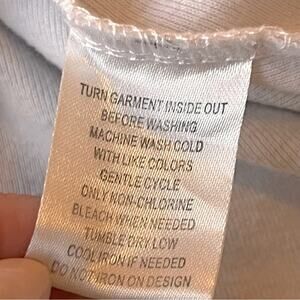 TURN GARMENT INSIDE OUT
BEFORE WASHING
MACHINE WASH COLD
WITH LIKE COLORS
GENTLE CYCLE
ONLY NON-CHLORINE
BLEACH WHEN NEEDED
TUMBLE DRY LOW
COOL IRON IF NEEDED
DO NOT IRON ON DESIGN